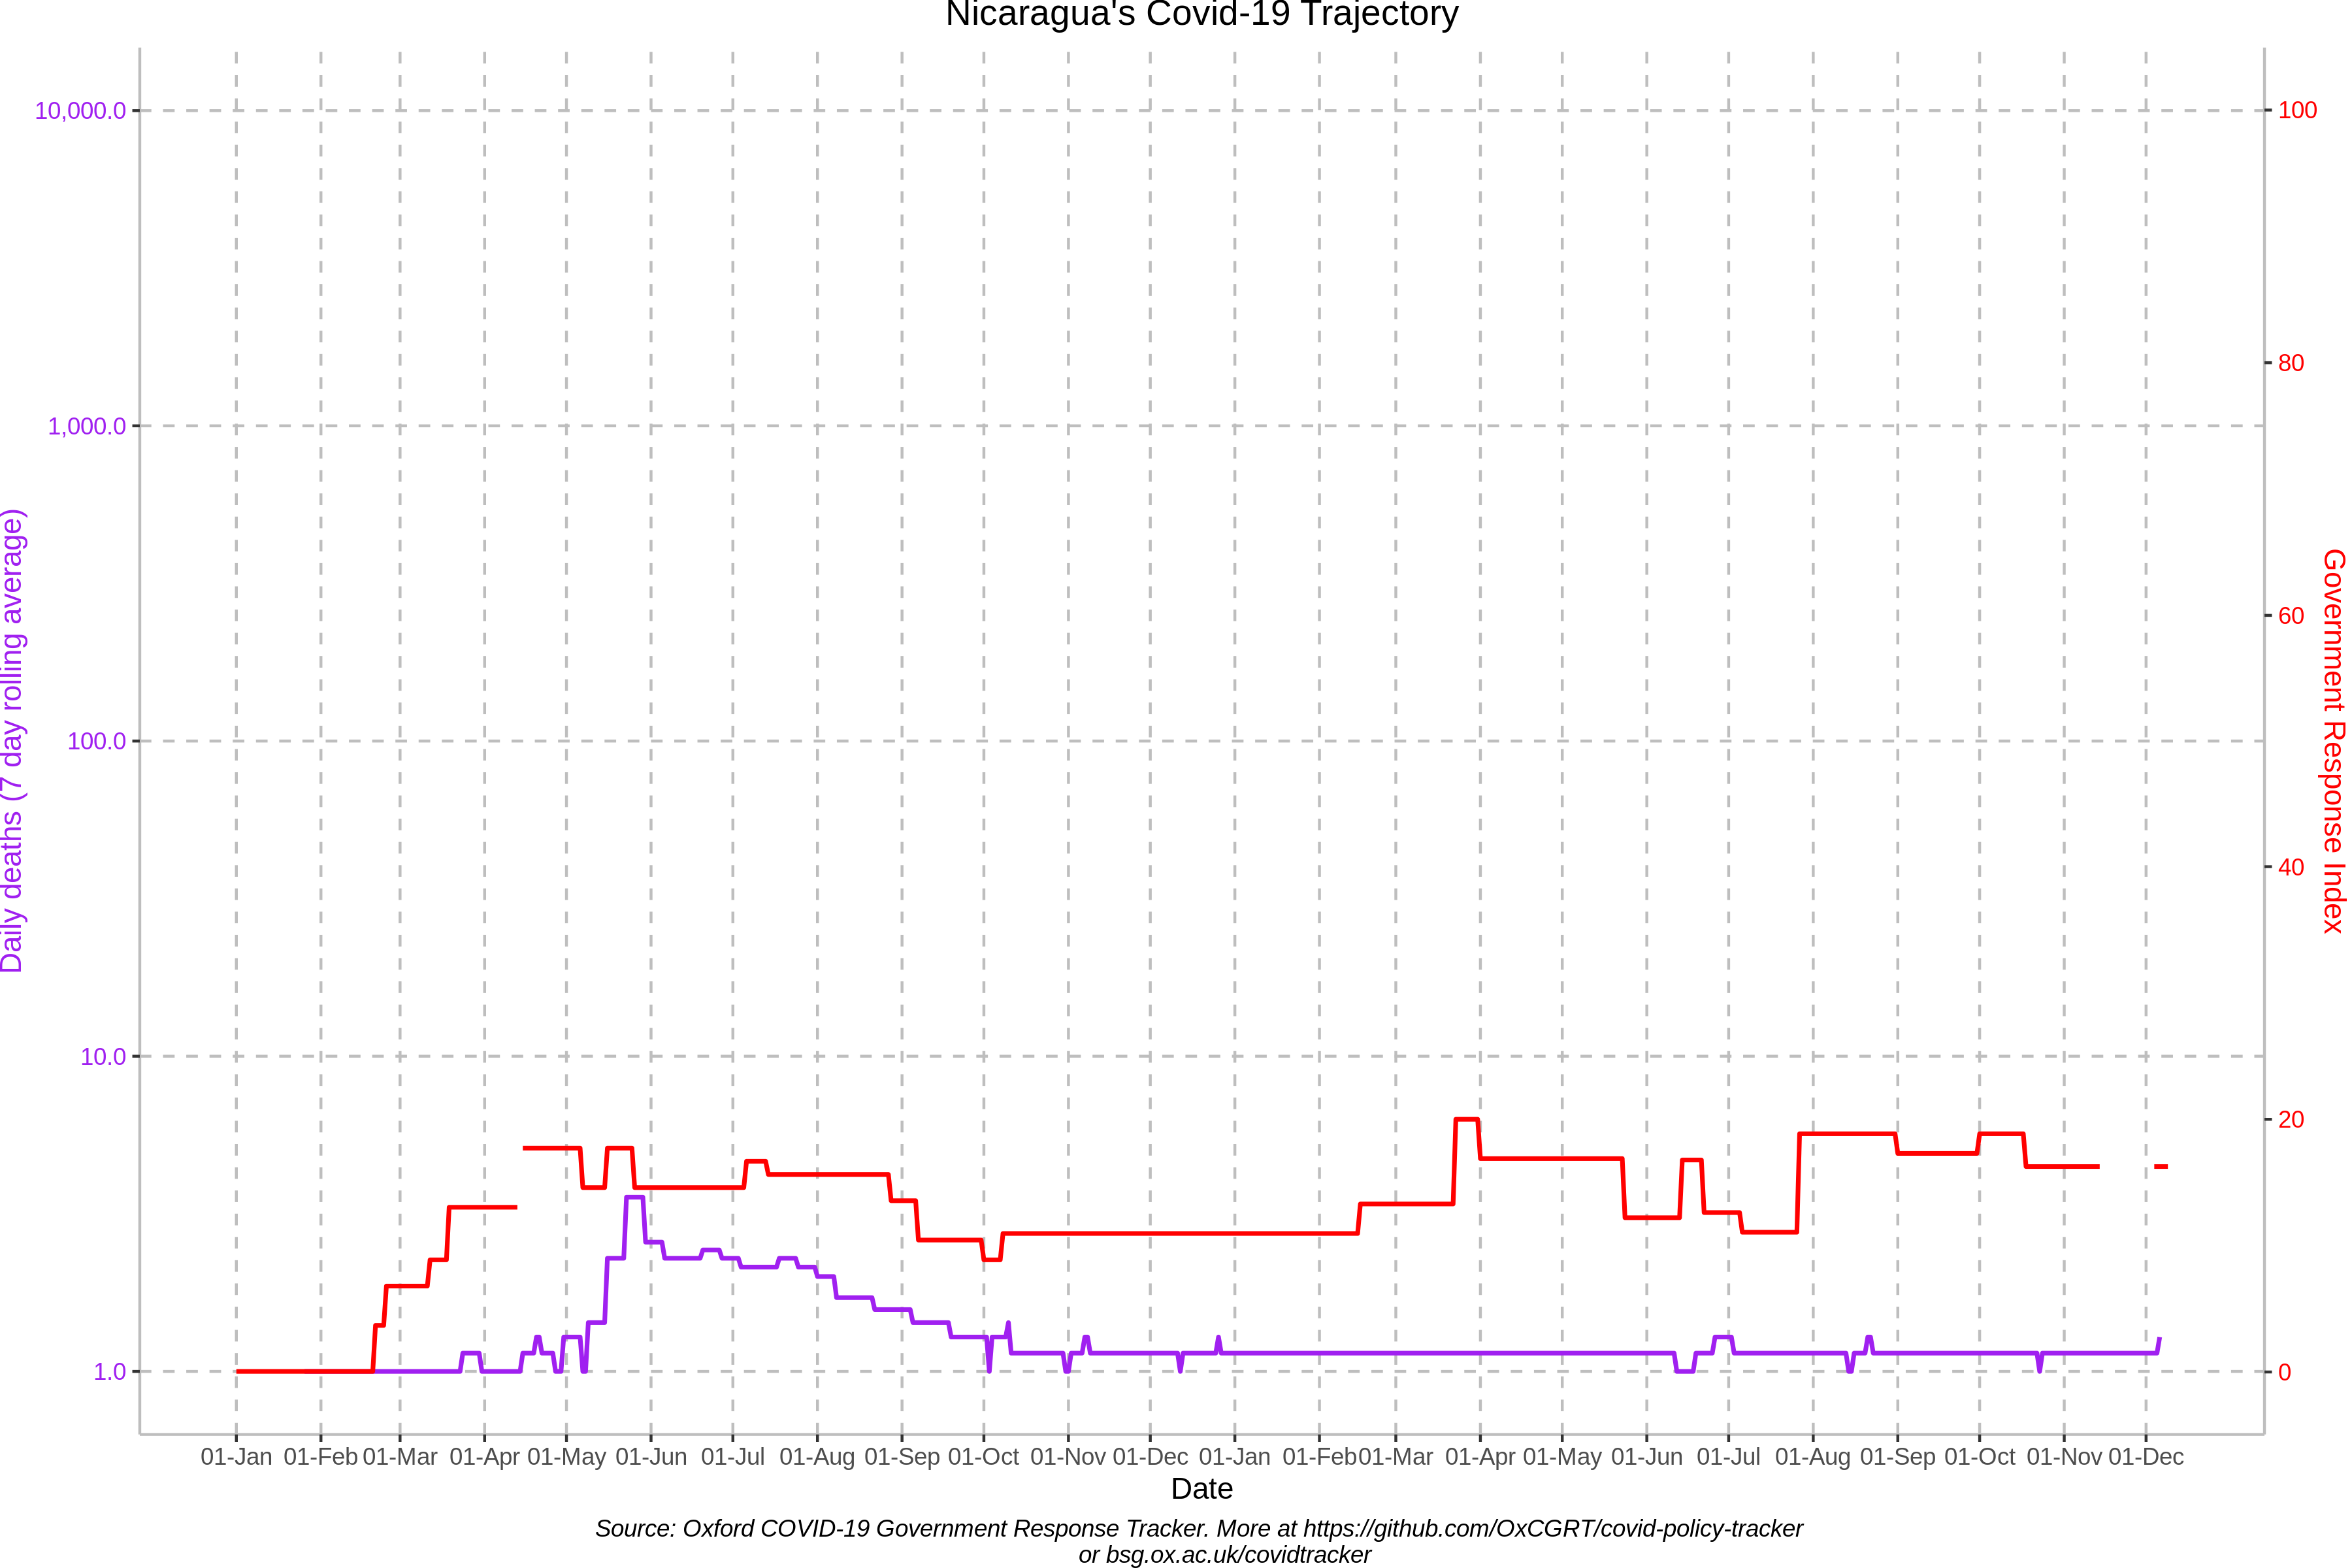 Nicaragua's Covid-19 Trajectory
10,000.0
1,000.0
100.0
10.0
1.0
Daily deaths (7 day rolling average)
100
80
60
40
20
0
Government Response Index
01-Jan 01-Feb 01-Mar 01-Apr 01-May 01-Jun 01-Jul 01-Aug 01-Sep 01-Oct 01-Nov 01-Dec 01-Jan 01-Feb 01-Mar 01-Apr 01-May 01-Jun 01-Jul 01-Aug 01-Sep 01-Oct 01-Nov 01-Dec
Date
Source: Oxford COVID-19 Government Response Tracker. More at https://github.com/OxCGRT/covid-policy-tracker
or bsg.ox.ac.uk/covidtracker